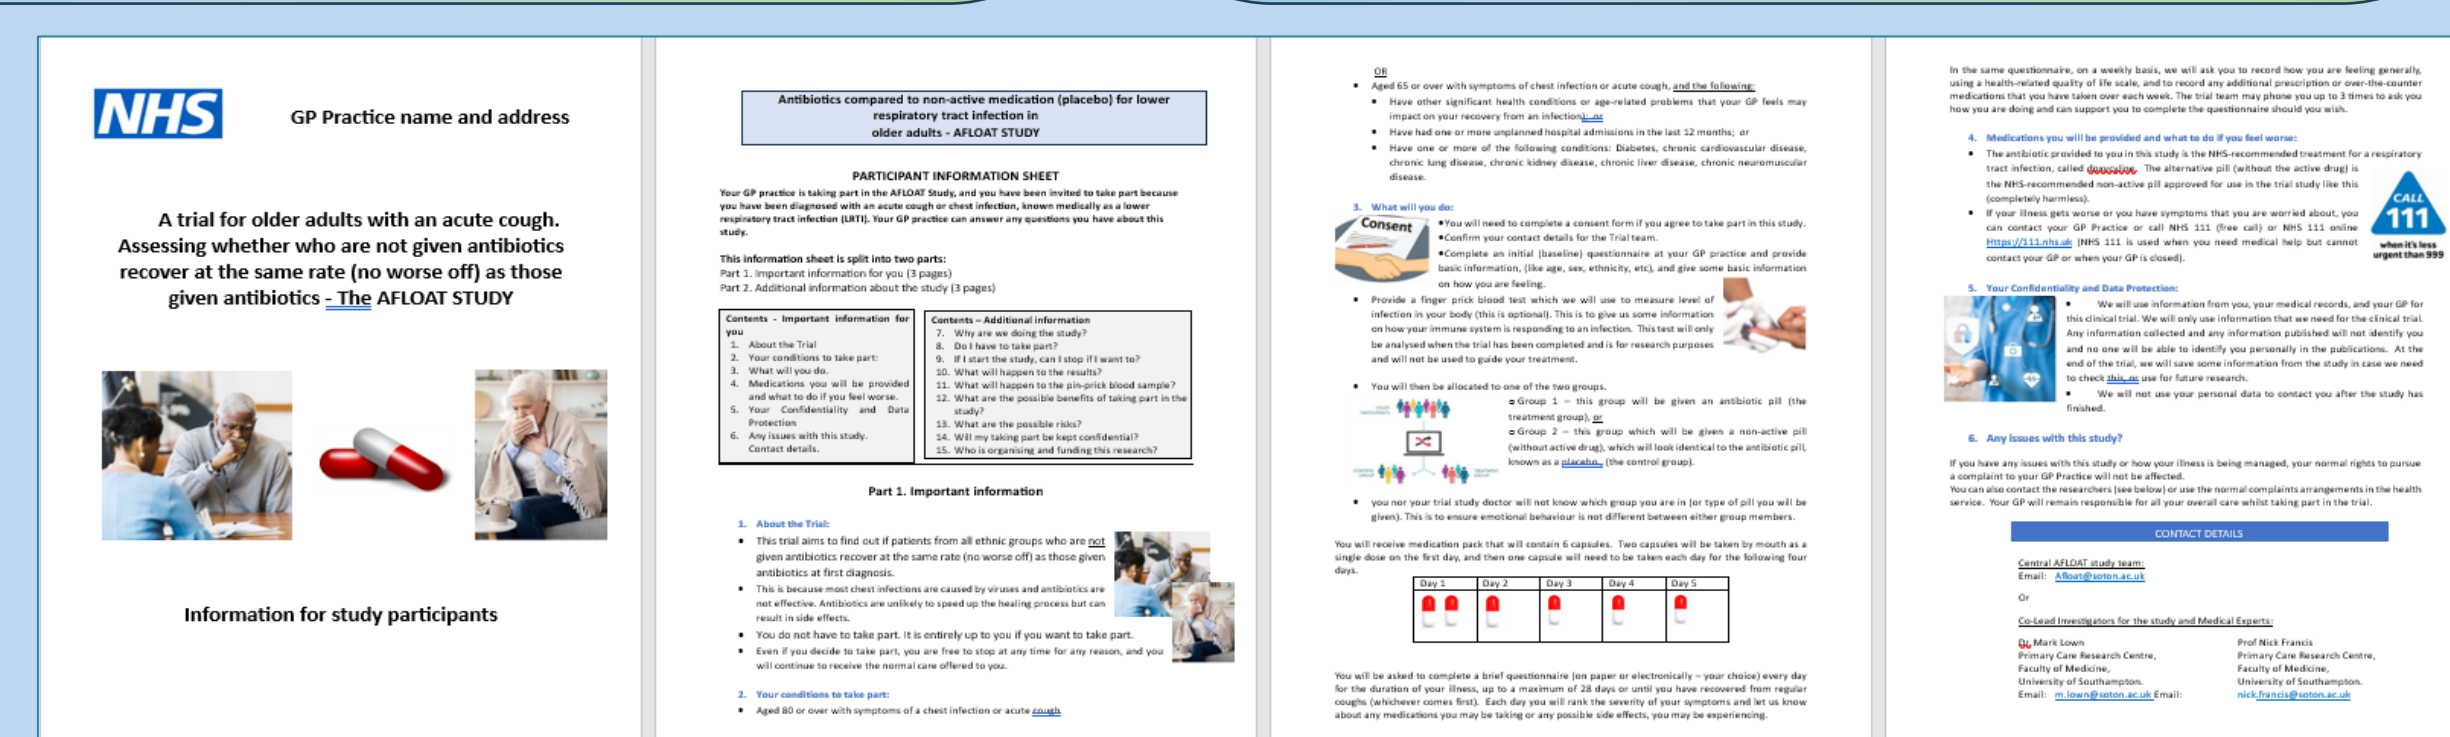 NHS
GP Practice name and address
A trial for older adults with an acute cough.
Assessing whether who are not given antibiotics
recover at the same rate (no worse off) as those
given antibiotics - The AFLOAT STUDY
Information for study participants
Antibiotics compared to non-active medication (placebo) for lower
respiratory tract infection in
older adults - AFLOAT STUDY
PARTICIPANT INFORMATION SHEET
Your GP practice is taking part in the AFLOAT Study, and you have been invited to take part because
you have been diagnosed with an acute cough or chest infection, known medically as a lower
respiratory tract infection (LRTI). Your GP practice can answer any questions you have about this
study.
This information sheet is split into two parts:
Part 1. Important information for you (3 pages)
Part 2. Additional information about the study (3 pages)
Contents - Important information for
you
1. About the Trial
2. Your conditions to take part:
3. What will you do.
4. Medications you will be provided
and what to do if you feel worse.
5. Your Confidentiality and Data
Protection
6. Any issues with this study.
Contact details.
Contents – Additional information
7. Why are we doing the study?
8. Do I have to take part?
9. If I start the study, can I stop if I want to?
10. What will happen to the results?
11. What will happen to the pin-prick blood sample?
12. What are the possible benefits of taking part in the
study?
13. What are the possible risks?
14. Will my taking part be kept confidential?
15. Who is organising and funding this research?
Part 1. Important information
1. About the Trial:
• This trial aims to find out if patients from all ethnic groups who are not
given antibiotics recover at the same rate (no worse off) as those given
antibiotics at first diagnosis.
• This is because most chest infections are caused by viruses and antibiotics are
not effective. Antibiotics are unlikely to speed up the healing process but can
result in side effects.
• You do not have to take part. It is entirely up to you if you want to take part.
• Even if you decide to take part, you are free to stop at any time for any reason, and you
will continue to receive the normal care offered to you.
2. Your conditions to take part:
• Aged 80 or over with symptoms of a chest infection or acute cough
OR
• Aged 65 or over with symptoms of chest infection or acute cough, and the following:
• Have other significant health conditions or age-related problems that your GP feels may
impact on your recovery from an infection); or
• Have had one or more unplanned hospital admissions in the last 12 months; or
• Have one or more of the following conditions: Diabetes, chronic cardiovascular disease,
chronic lung disease, chronic kidney disease, chronic liver disease, chronic neuromuscular
disease.
3. What will you do:
Consent
•You will need to complete a consent form if you agree to take part in this study.
•Confirm your contact details for the Trial team.
•Complete an initial (baseline) questionnaire at your GP practice and provide
basic information, (like age, sex, ethnicity, etc), and give some basic information
on how you are feeling.
• Provide a finger prick blood test which we will use to measure level of
infection in your body (this is optional). This is to give us some information
on how your immune system is responding to an infection. This test will only
be analysed when the trial has been completed and is for research purposes
and will not be used to guide your treatment.
• You will then be allocated to one of the two groups.
Group 1 – this group will be given an antibiotic pill (the
treatment group), or
Group 2 – this group which will be given a non-active pill
(without active drug), which will look identical to the antibiotic pill,
known as a placebo, (the control group).
• you nor your trial study doctor will not know which group you are in (or type of pill you will be
given). This is to ensure emotional behaviour is not different between either group members.
You will receive medication pack that will contain 6 capsules. Two capsules will be taken by mouth as a
single dose on the first day, and then one capsule will need to be taken each day for the following four
days.
Day 1 Day 2 Day 3 Day 4 Day 5
You will be asked to complete a brief questionnaire (on paper or electronically – your choice) every day
for the duration of your illness, up to a maximum of 28 days or until you have recovered from regular
coughs (whichever comes first). Each day you will rank the severity of your symptoms and let us know
about any medications you may be taking or any possible side effects, you may be experiencing.
In the same questionnaire, on a weekly basis, we will ask you to record how you are feeling generally,
using a health-related quality of life scale, and to record any additional prescription or over-the-counter
medications that you have taken over each week. The trial team may phone you up to 3 times to ask you
how you are doing and can support you to complete the questionnaire should you wish.
4. Medications you will be provided and what to do if you feel worse:
• The antibiotic provided to you in this study is the NHS-recommended treatment for a respiratory
tract infection, called The alternative pill (without the active drug) is
the NHS-recommended non-active pill approved for use in the trial study like this
(completely harmless).
• If your illness gets worse or you have symptoms that you are worried about, you
can contact your GP Practice or call NHS 111 (free call) or NHS 111 online
Https://111.nhs.uk (NHS 111 is used when you need medical help but cannot
contact your GP or when your GP is closed).
CALL
111
when it's less
urgent than 999
5. Your Confidentiality and Data Protection:
• We will use information from you, your medical records, and your GP for
this clinical trial. We will only use information that we need for the clinical trial.
Any information collected and any information published will not identify you
and no one will be able to identify you personally in the publications. At the
end of the trial, we will save some information from the study in case we need
to check this, or use for future research.
• We will not use your personal data to contact you after the study has
finished.
6. Any issues with this study?
If you have any issues with this study or how your illness is being managed, your normal rights to pursue
a complaint to your GP Practice will not be affected.
You can also contact the researchers (see below) or use the normal complaints arrangements in the health
service. Your GP will remain responsible for all your overall care whilst taking part in the trial.
CONTACT DETAILS
Central AFLOAT study team:
Email: Afloat@soton.ac.uk
Or
Co-Lead Investigators for the study and Medical Experts:
Dr. Mark Lown
Primary Care Research Centre,
Faculty of Medicine,
University of Southampton.
Email: m.lown@soton.ac.uk Email:
Prof Nick Francis
Primary Care Research Centre,
Faculty of Medicine,
University of Southampton.
nick.francis@soton.ac.uk